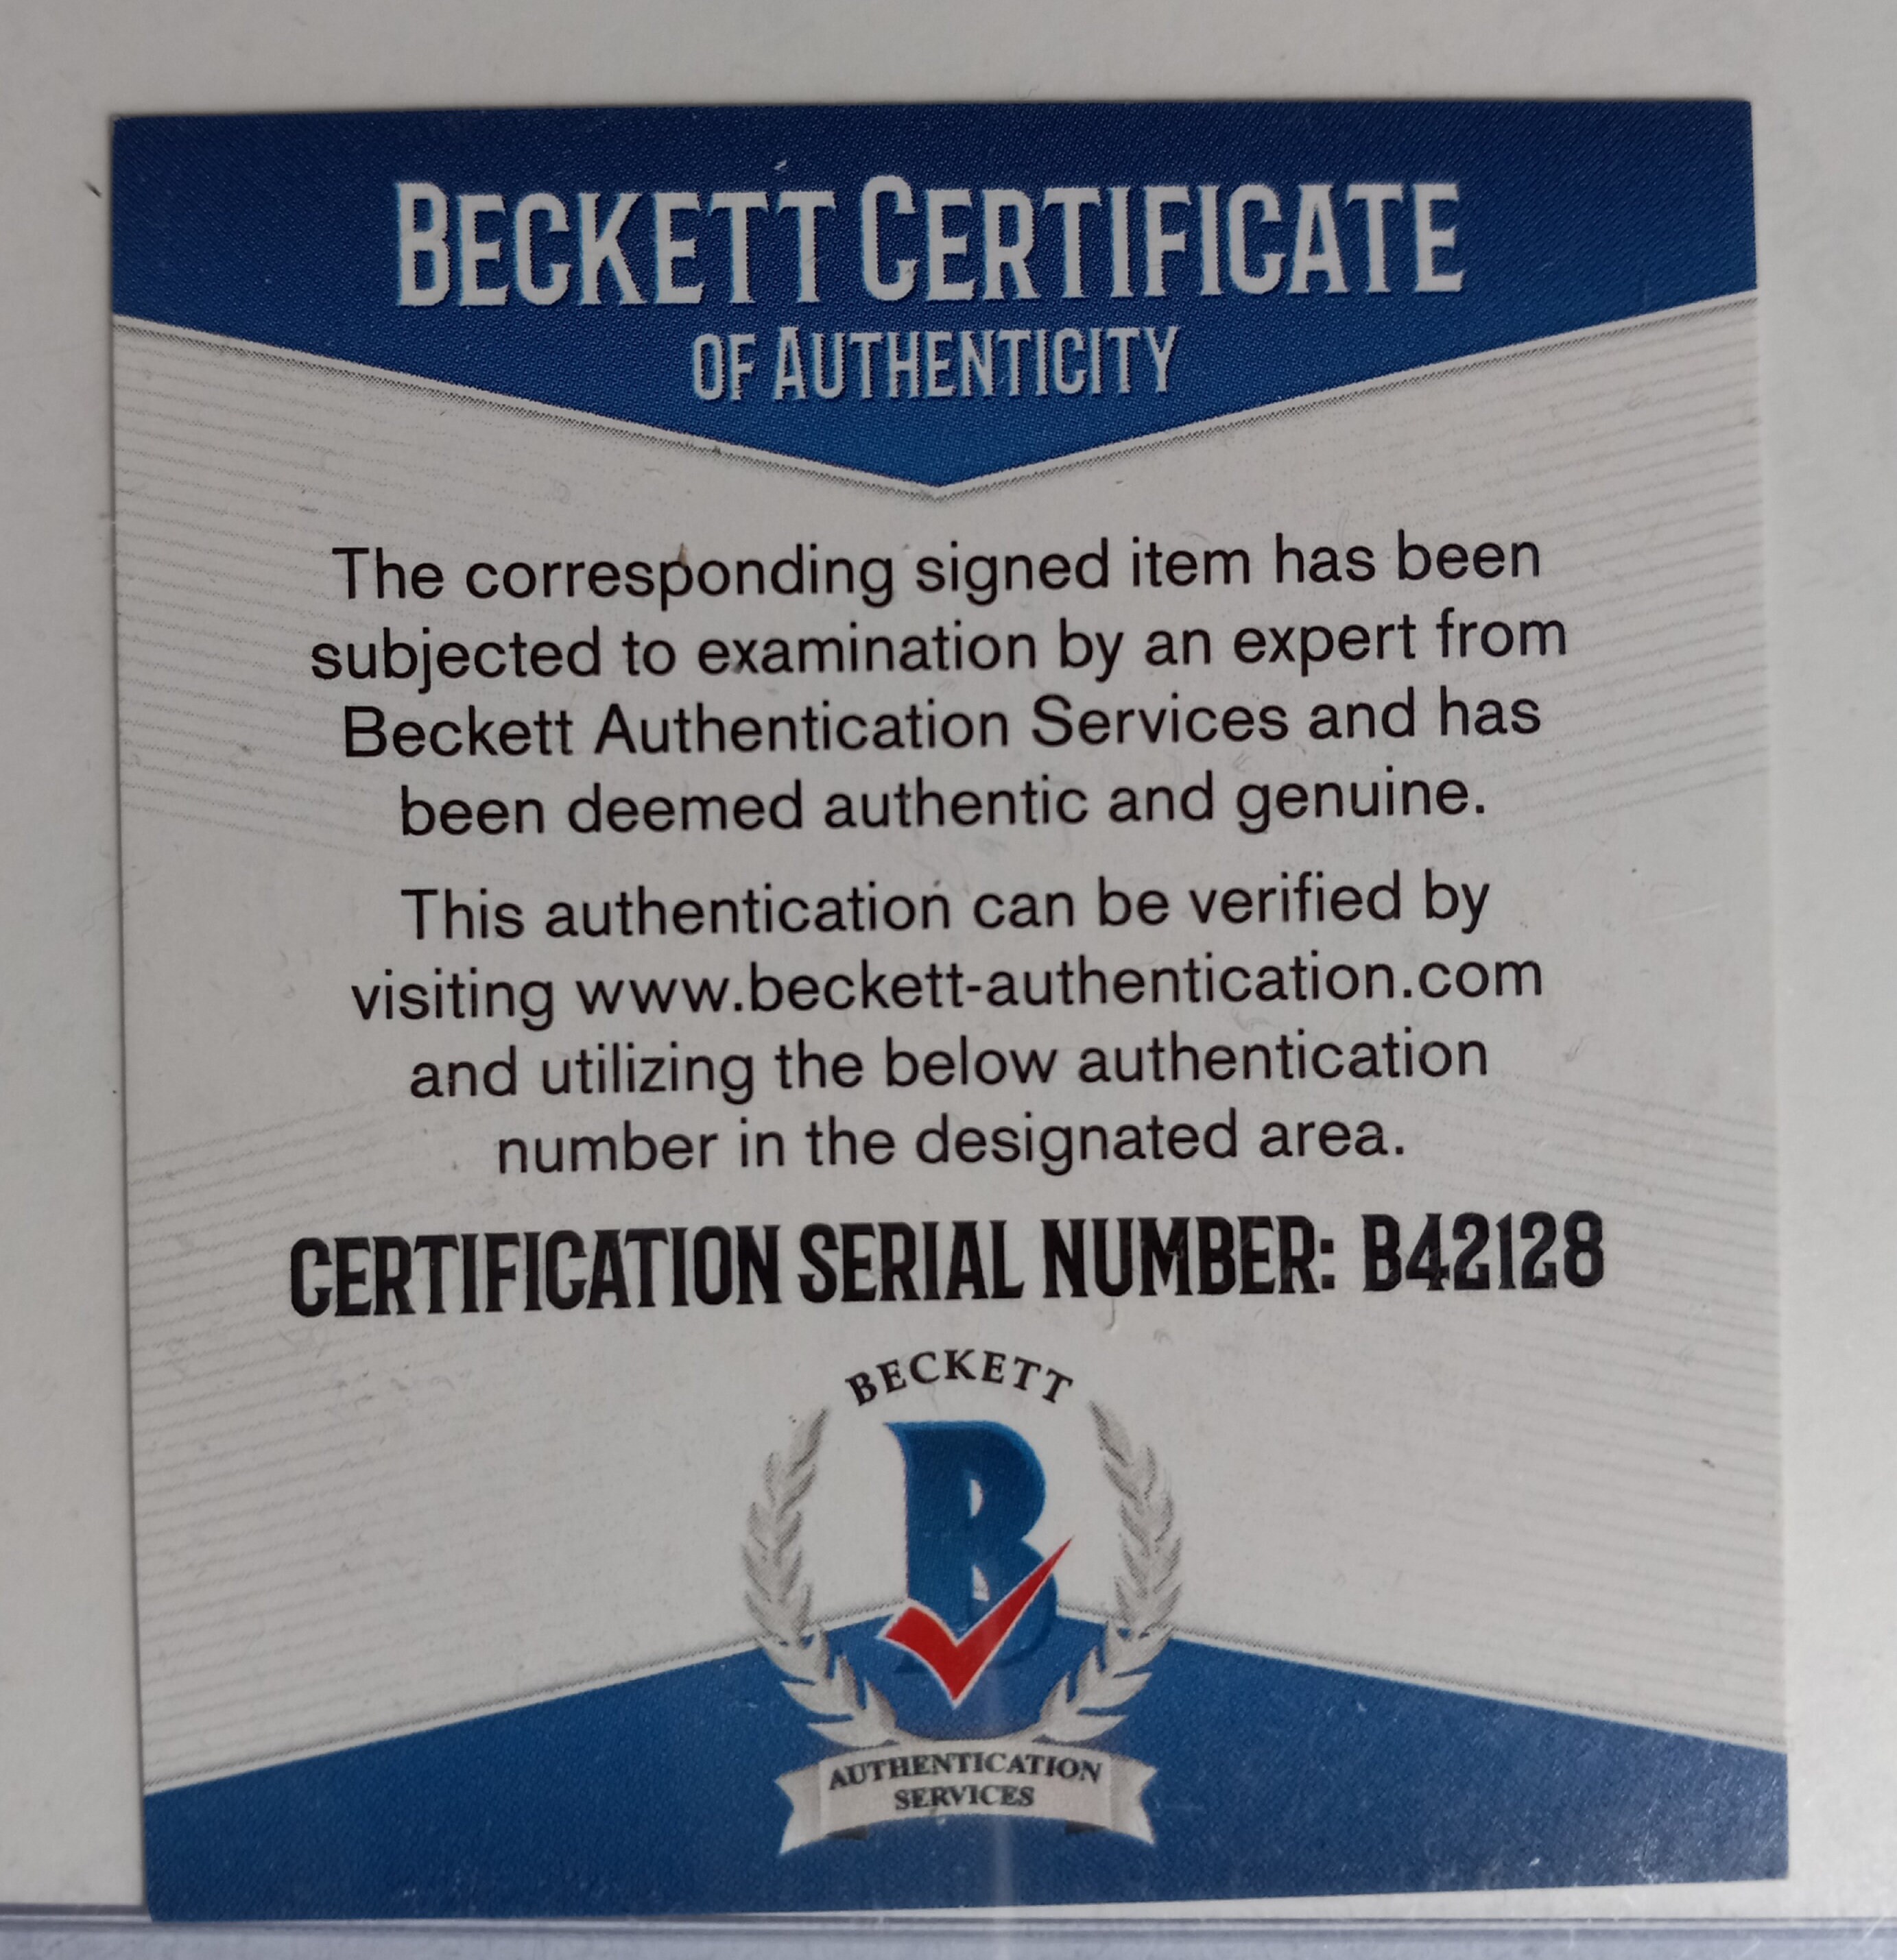 BECKETT CERTIFICATE
OF AUTHENTICITY
The corresponding signed item has been
subjected to examination by an expert from
Beckett Authentication Services and has
been deemed authentic and genuine.
This authentication can be verified by
visiting www.beckett-authentication.com
and utilizing the below authentication
number in the designated area.
CERTIFICATION SERIAL NUMBER: B42128
BECKETT
B
AUTHENTICATION
SERVICES